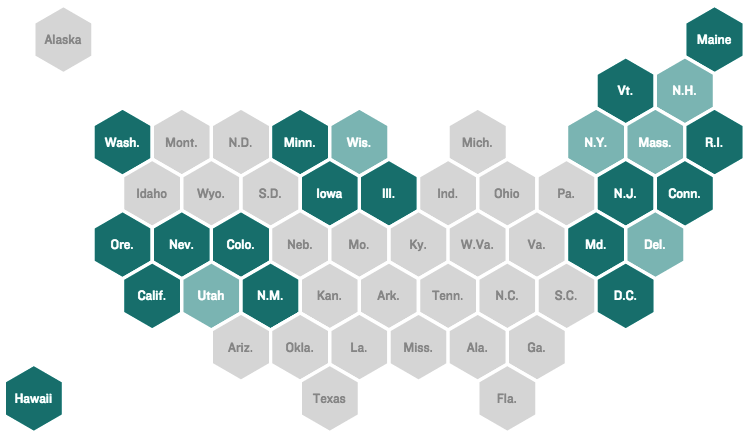 Alaska
Maine
Vt.
N.H.
Wash.
Mont.
N.D.
Minn.
Wis.
Mich.
N.Y.
Mass.
R.I.
Idaho
Wyo.
S.D.
Iowa
Ill.
Ind.
Ohio
Pa.
N.J.
Conn.
Ore.
Nev.
Colo.
Neb.
Mo.
Ky.
W.Va.
Va.
Md.
Del.
Calif.
Utah
N.M.
Kan.
Ark.
Tenn.
N.C.
S.C.
D.C.
Ariz.
Okla.
La.
Miss.
Ala.
Ga.
Hawaii
Texas
Fla.